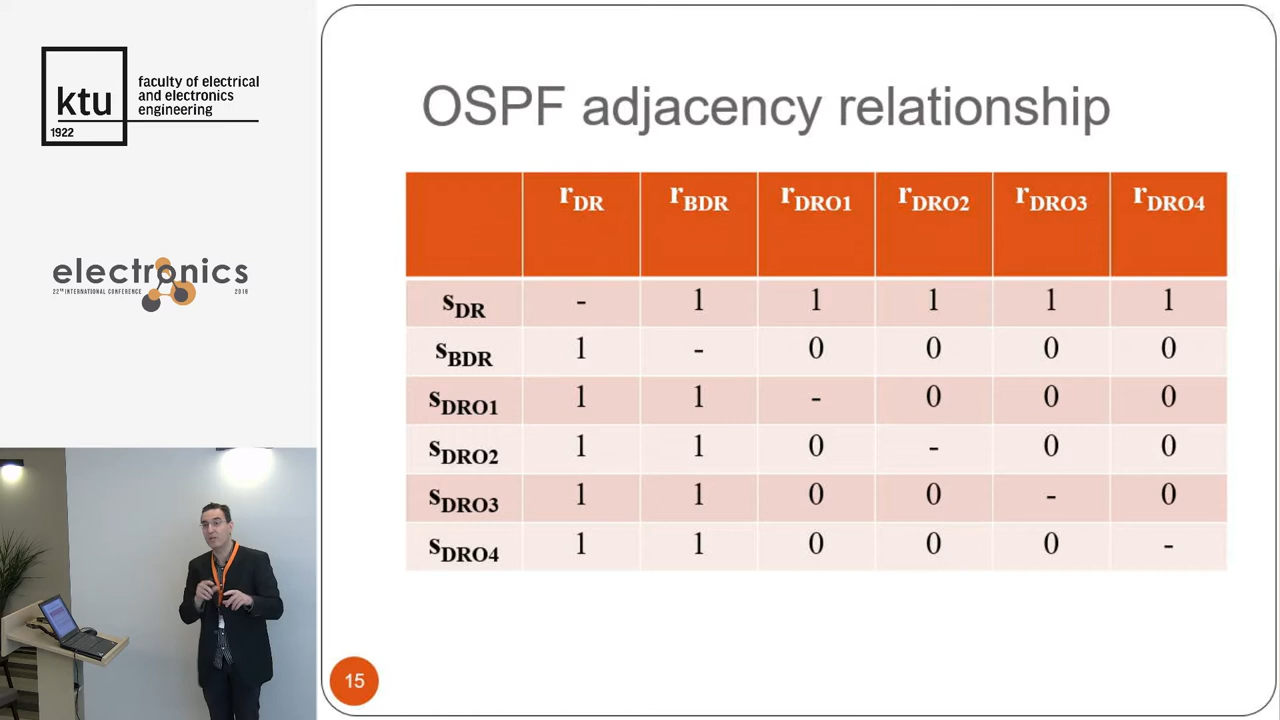 ktu
1922
faculty of electrical
and electronics
engineering
electronics
22TH INTERNATIONAL CONFERENCE 2018
OSPF adjacency relationship
rDR rBDR rDRO1 rDRO2 rDRO3 rDRO4
sDR - 1 1 1 1 1
sBDR 1 - 0 0 0 0
sDRO1 1 1 - 0 0 0
sDRO2 1 1 0 - 0 0
sDRO3 1 1 0 0 - 0
sDRO4 1 1 0 0 0 -
15